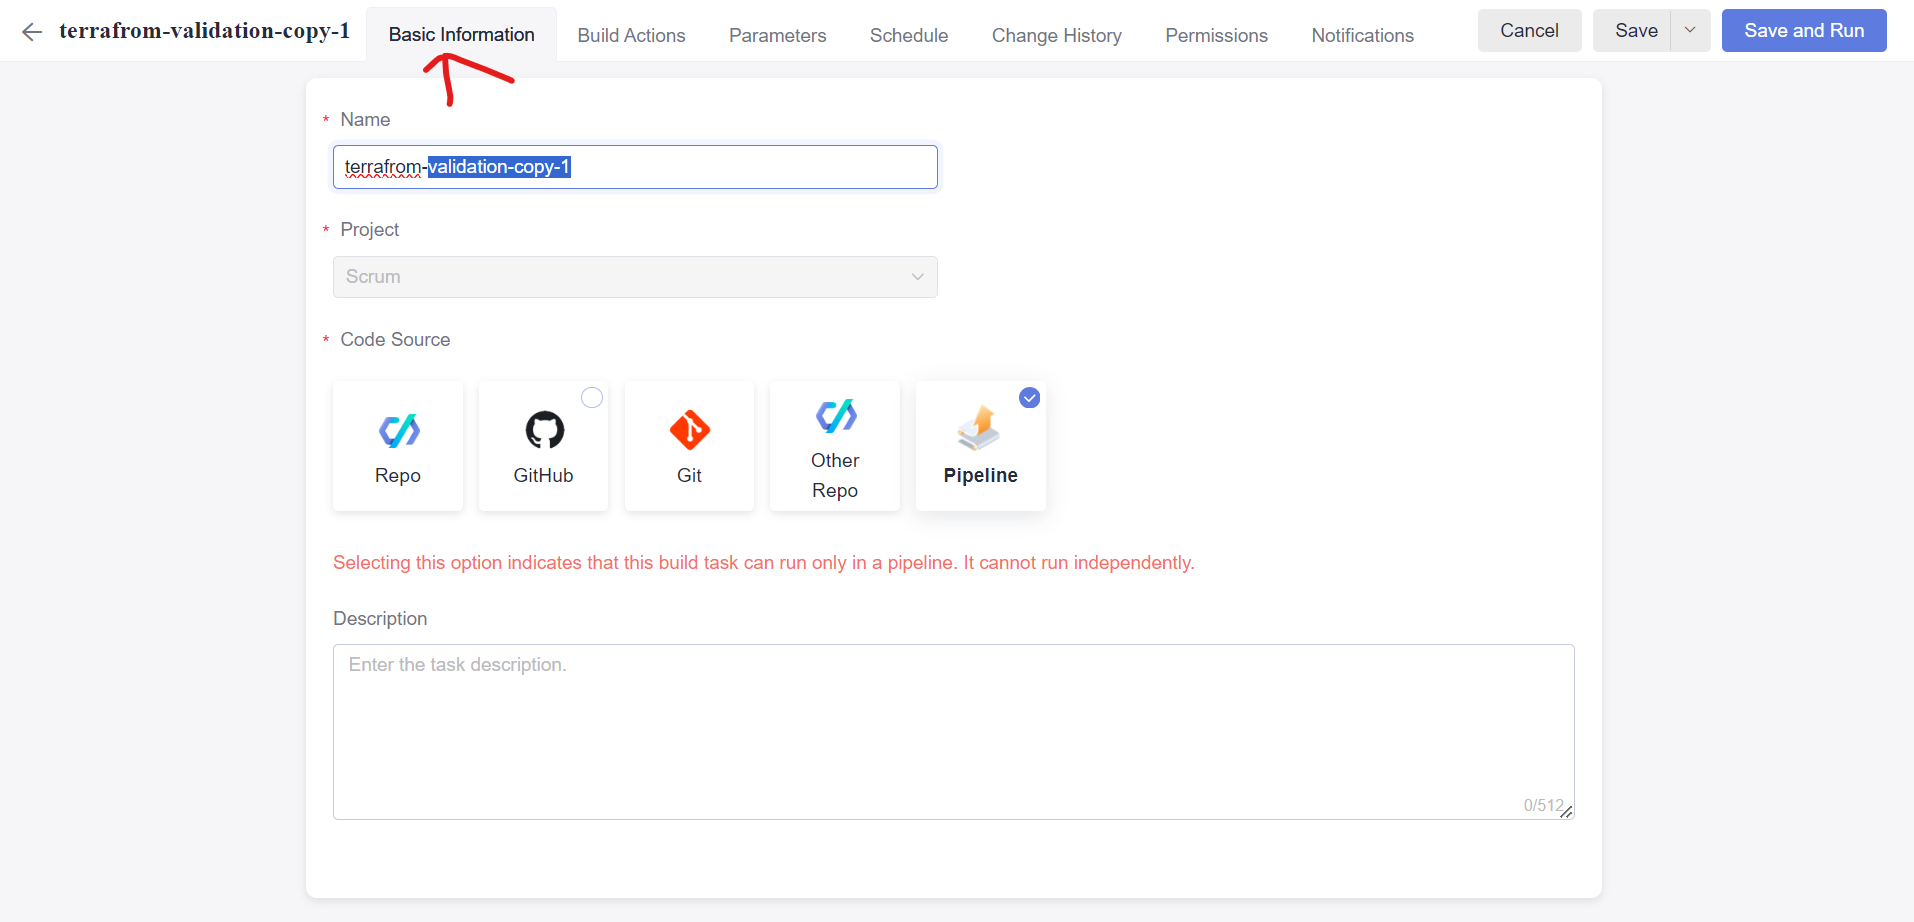 terrafrom-validation-copy-1
Basic Information
Build Actions
Parameters
Schedule
Change History
Permissions
Notifications
Cancel
Save
Save and Run
* Name
terrafrom-validation-copy-1
* Project
Scrum
* Code Source
Repo
GitHub
Git
Other
Repo
Pipeline
Selecting this option indicates that this build task can run only in a pipeline. It cannot run independently.
Description
Enter the task description.
0/512